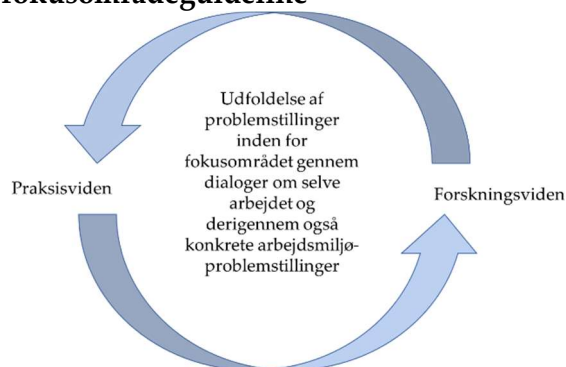 fokusområdeguideline
Udfoldelse af
problemstillinger
inden for
fokusområdet gennem
dialoger om selve
arbejdet og
derigennem også
konkrete arbejdsmiljø-
problemstillinger
Praksisviden
Forskningsviden